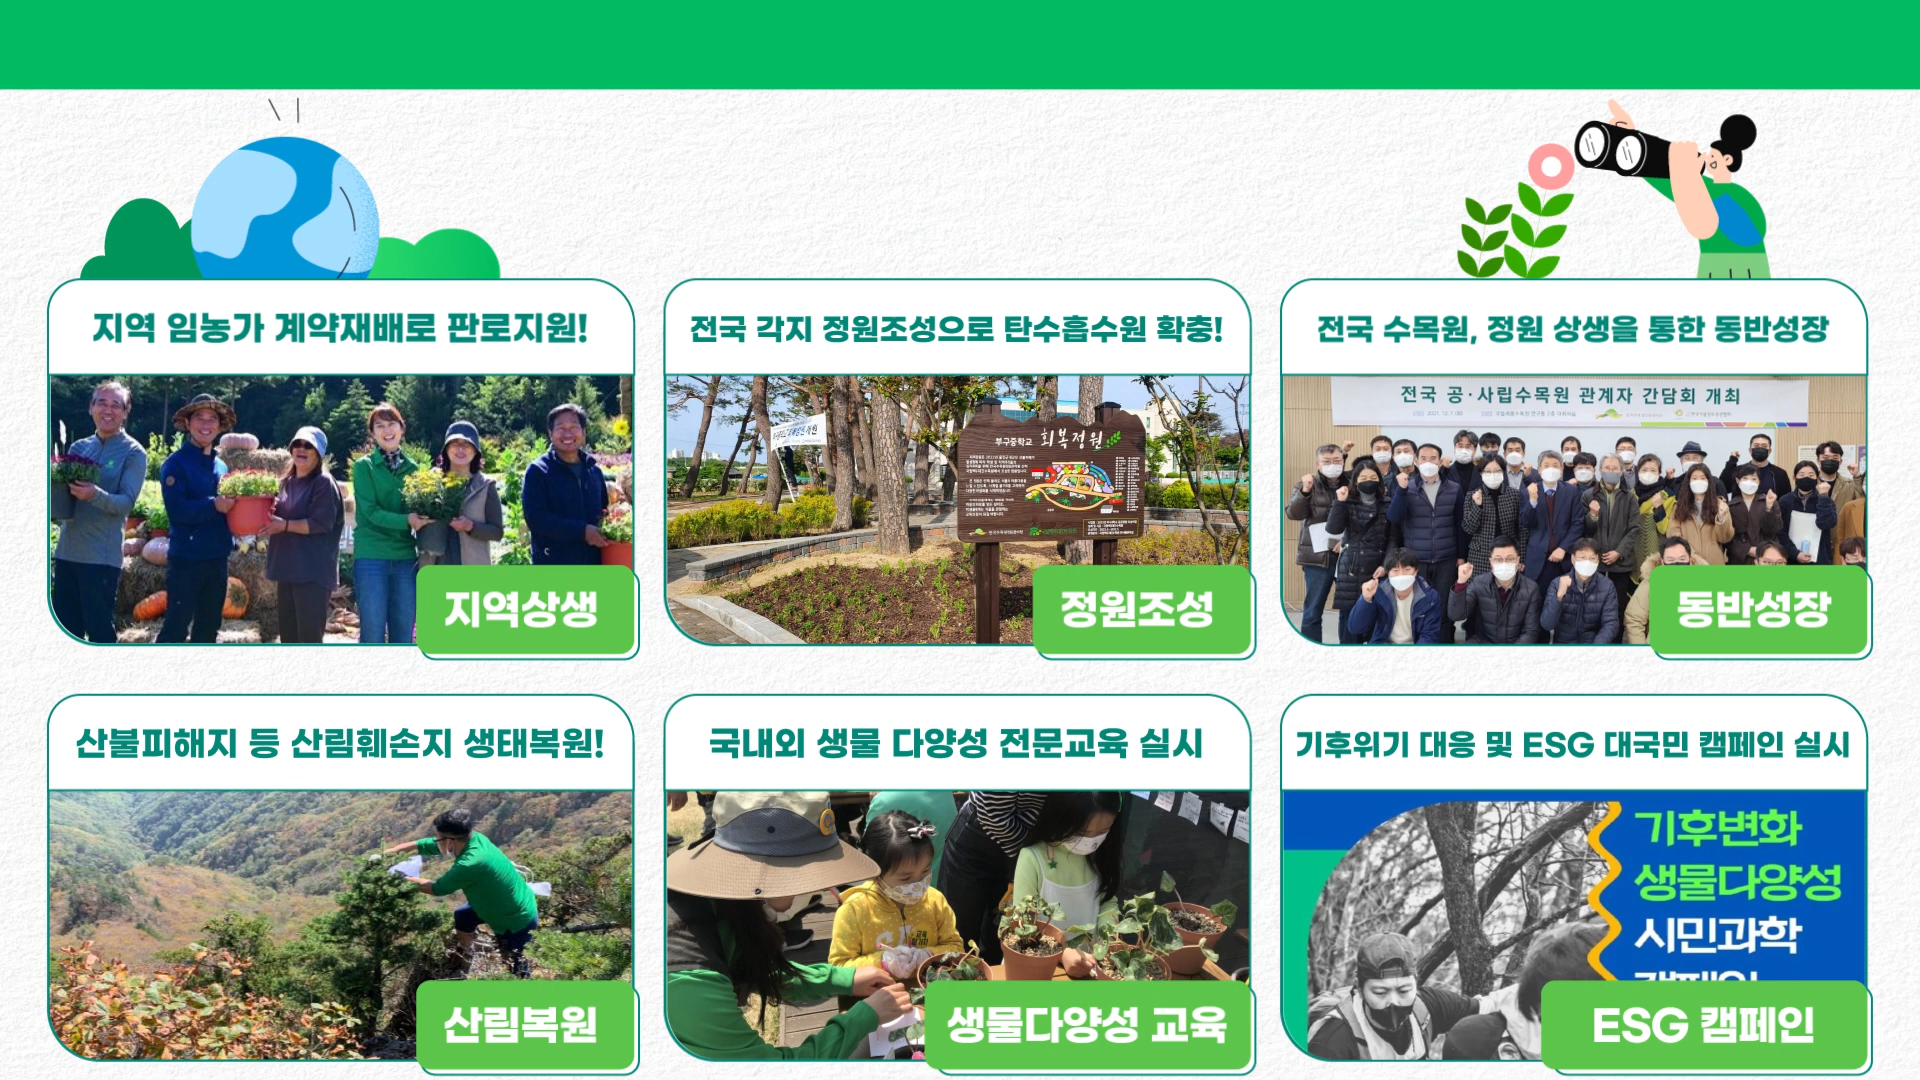 지역 임농가 계약재배로 판로지원!
전국 각지 정원조성으로 탄수흡수원 확충!
전국 수목원, 정원 상생을 통한 동반성장
지역상생
부구중학교 회복정원
정원조성
전국 공·사립수목원 관계자 간담회 개최
동반성장
산불피해지 등 산림훼손지 생태복원!
국내외 생물 다양성 전문교육 실시
기후위기 대응 및 ESG 대국민 캠페인 실시
산림복원
생물다양성 교육
기후변화
생물다양성
시민과학
ESG 캠페인